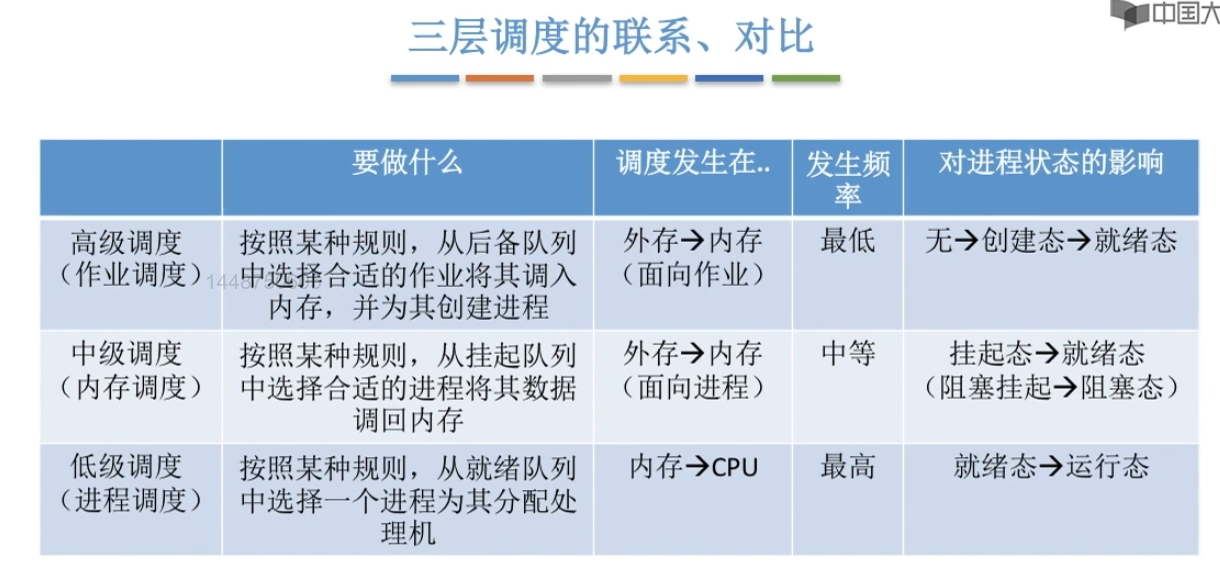 中国大
三层调度的联系、对比
要做什么
调度发生在..
发生频
率
对进程状态的影响
高级调度
（作业调度）
按照某种规则，从后备队列
中选择合适的作业将其调入
内存，并为其创建进程
外存→内存
（面向作业）
最低
无→创建态→就绪态
中级调度
（内存调度）
按照某种规则，从挂起队列
中选择合适的进程将其数据
调回内存
外存→内存
（面向进程）
中等
挂起态→就绪态
（阻塞挂起→阻塞态）
低级调度
（进程调度）
按照某种规则，从就绪队列
中选择一个进程为其分配处
理机
内存→CPU
最高
就绪态→运行态